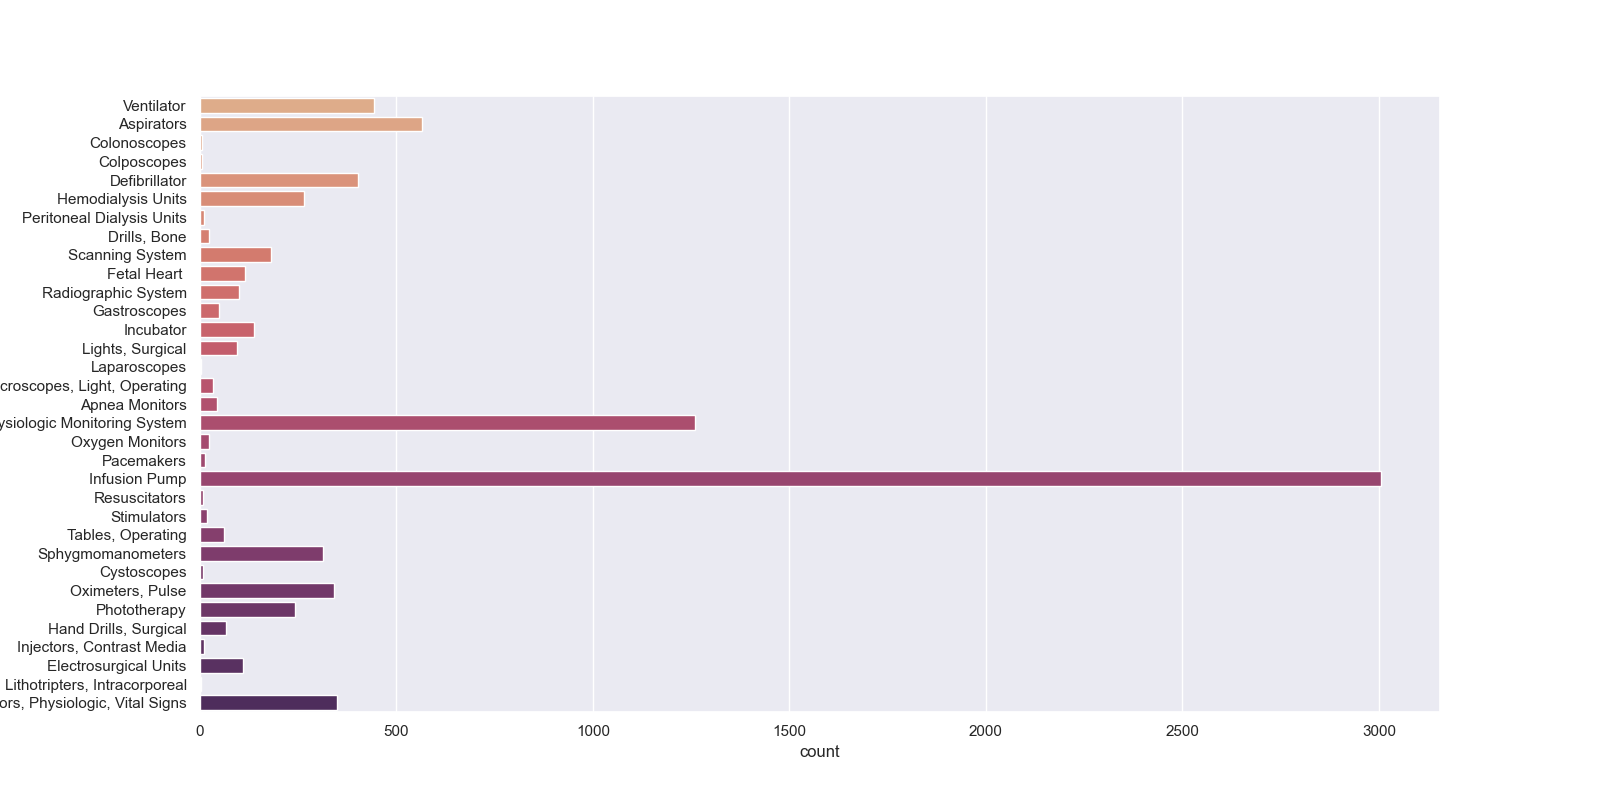 Ventilator
Aspirators
Colonoscopes
Colposcopes
Defibrillator
Hemodialysis Units
Peritoneal Dialysis Units
Drills, Bone
Scanning System
Fetal Heart
Radiographic System
Gastroscopes
Incubator
Lights, Surgical
Laparoscopes
croscopes, Light, Operating
Apnea Monitors
ysiologic Monitoring System
Oxygen Monitors
Pacemakers
Infusion Pump
Resuscitators
Stimulators
Tables, Operating
Sphygmomanometers
Cystoscopes
Oximeters, Pulse
Phototherapy
Hand Drills, Surgical
Injectors, Contrast Media
Electrosurgical Units
Lithotripters, Intracorporeal
ors, Physiologic, Vital Signs
0 500 1000 1500 2000 2500 3000
count